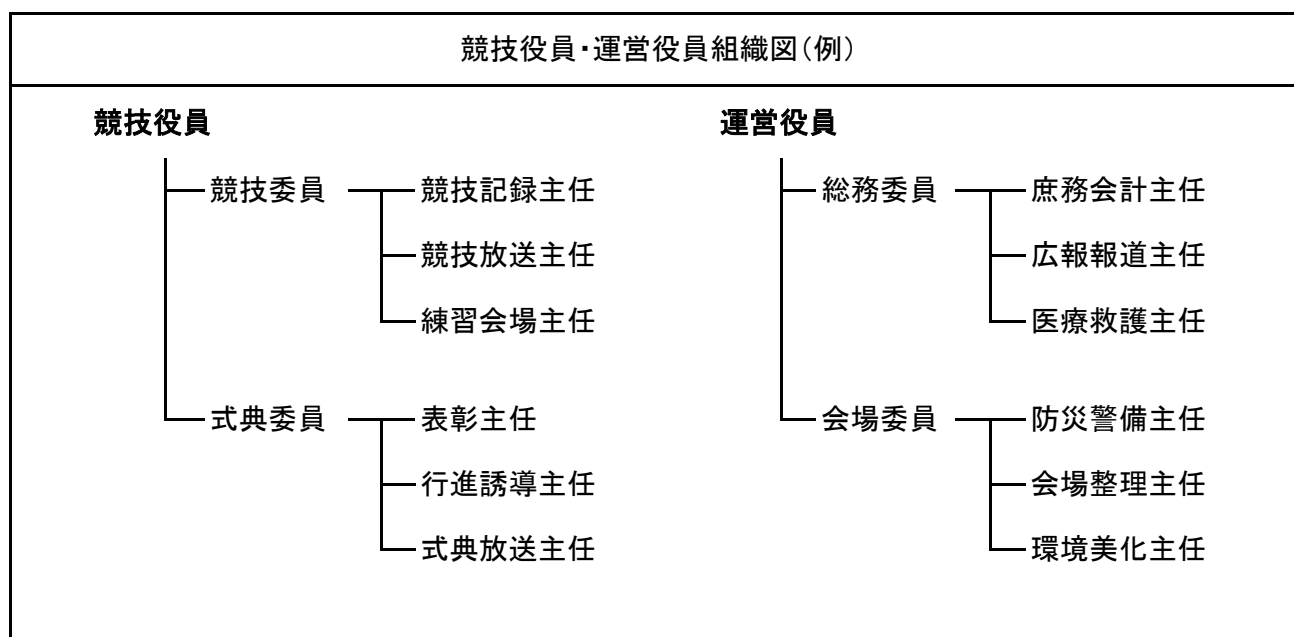 競技役員・運営役員組織図(例)
競技役員
競技委員
競技記録主任
競技放送主任
練習会場主任
式典委員
表彰主任
行進誘導主任
式典放送主任
運営役員
総務委員
庶務会計主任
広報報道主任
医療救護主任
会場委員
防災警備主任
会場整理主任
環境美化主任